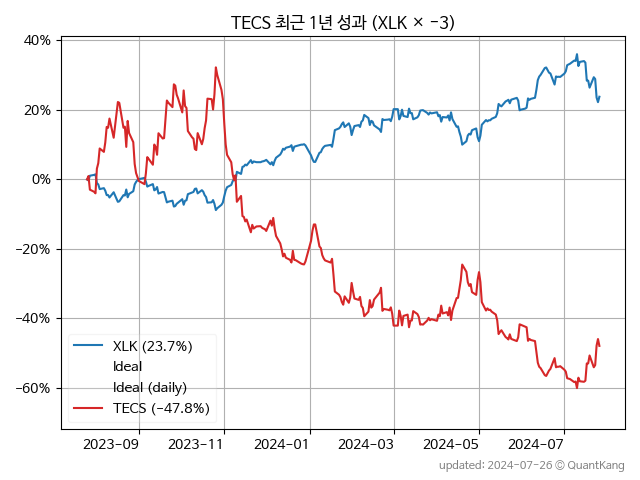 TECS 최근 1년 성과 (XLK × −3)
40%
20%
0%
−20%
−40%
−60%
XLK (23.7%)
Ideal
Ideal (daily)
TECS (−47.8%)
2023−09
2023−11
2024−01
2024−03
2024−05
2024−07
updated: 2024-07-26 © QuantKang